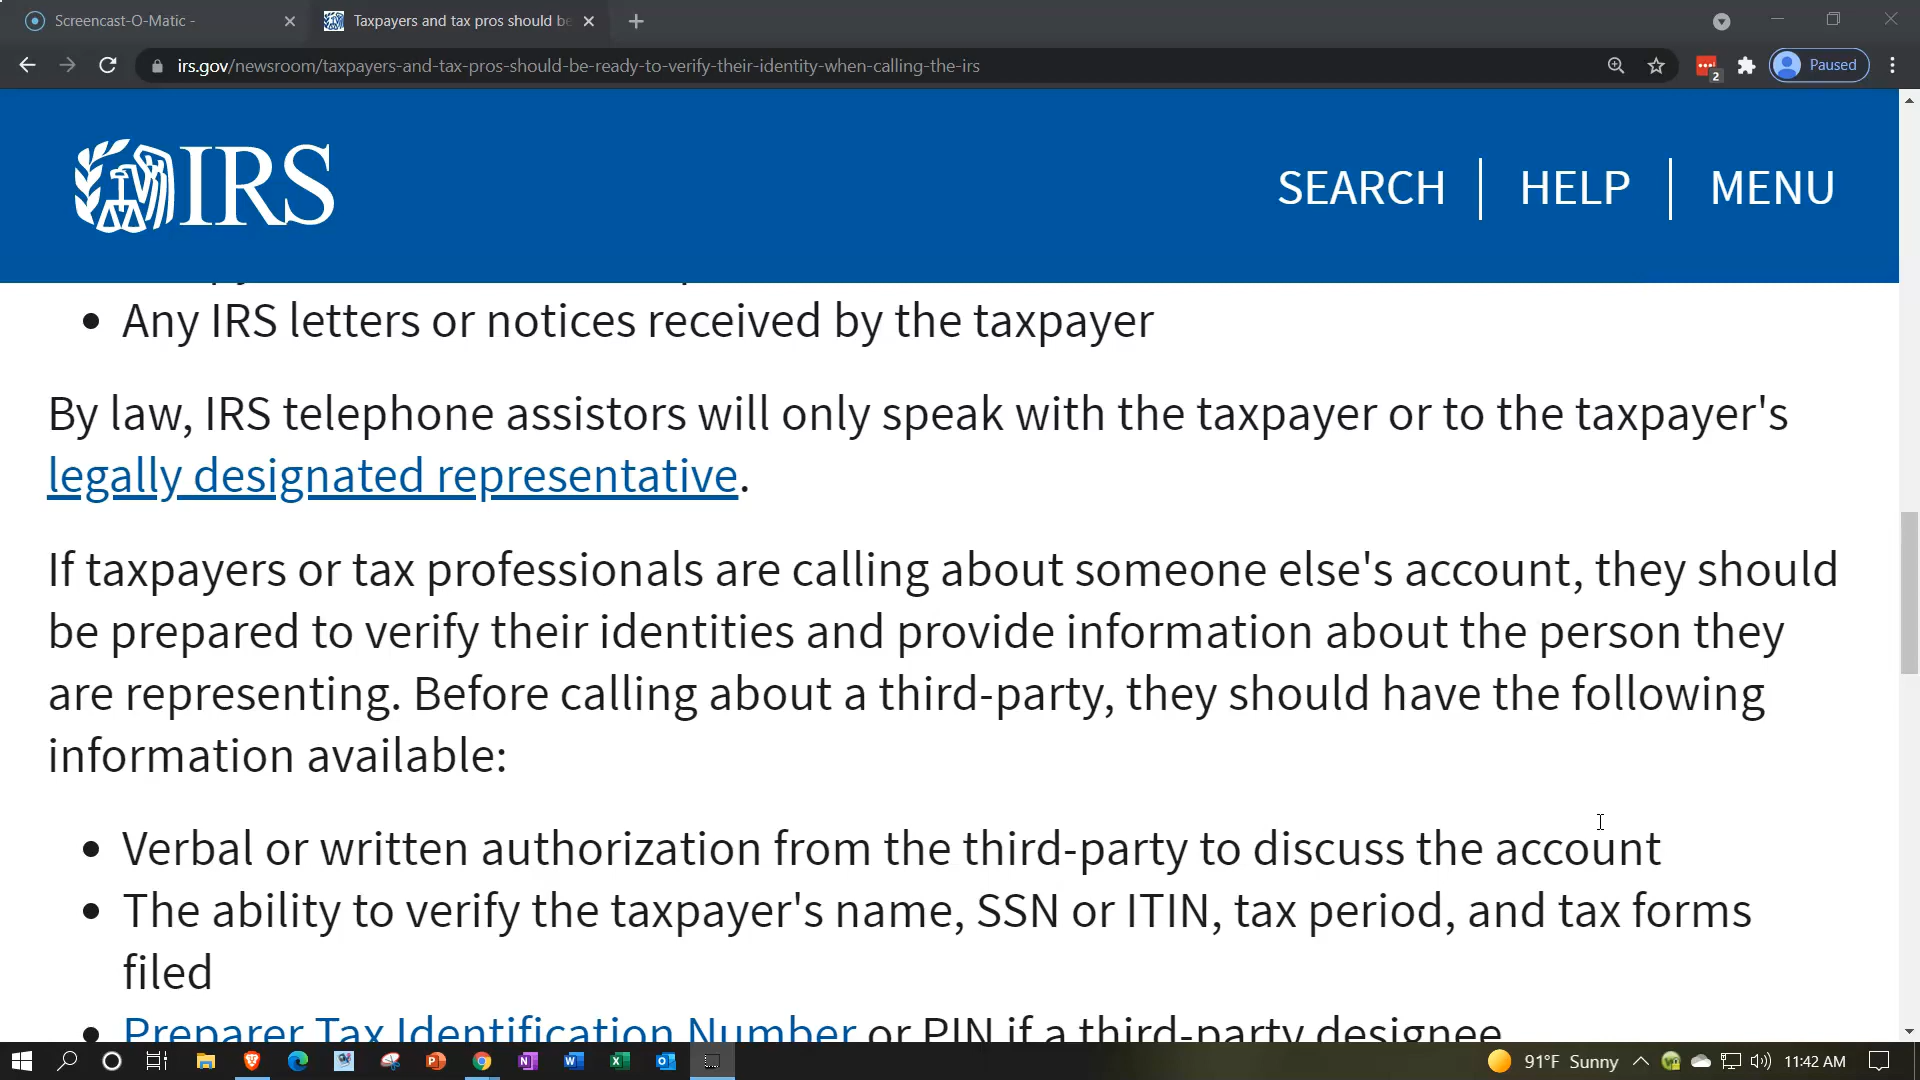 Screencast-O-Matic -
Taxpayers and tax pros should be
irs.gov/newsroom/taxpayers-and-tax-pros-should-be-ready-to-verify-their-identity-when-calling-the-irs
2
Paused
IRS
SEARCH
HELP
MENU
• Any IRS letters or notices received by the taxpayer
By law, IRS telephone assistors will only speak with the taxpayer or to the taxpayer's
legally designated representative.
If taxpayers or tax professionals are calling about someone else's account, they should
be prepared to verify their identities and provide information about the person they
are representing. Before calling about a third-party, they should have the following
information available:
• Verbal or written authorization from the third-party to discuss the account
• The ability to verify the taxpayer's name, SSN or ITIN, tax period, and tax forms
filed
• Preparer Tax Identification Number or PIN if a third-party designee
91°F Sunny
11:42 AM